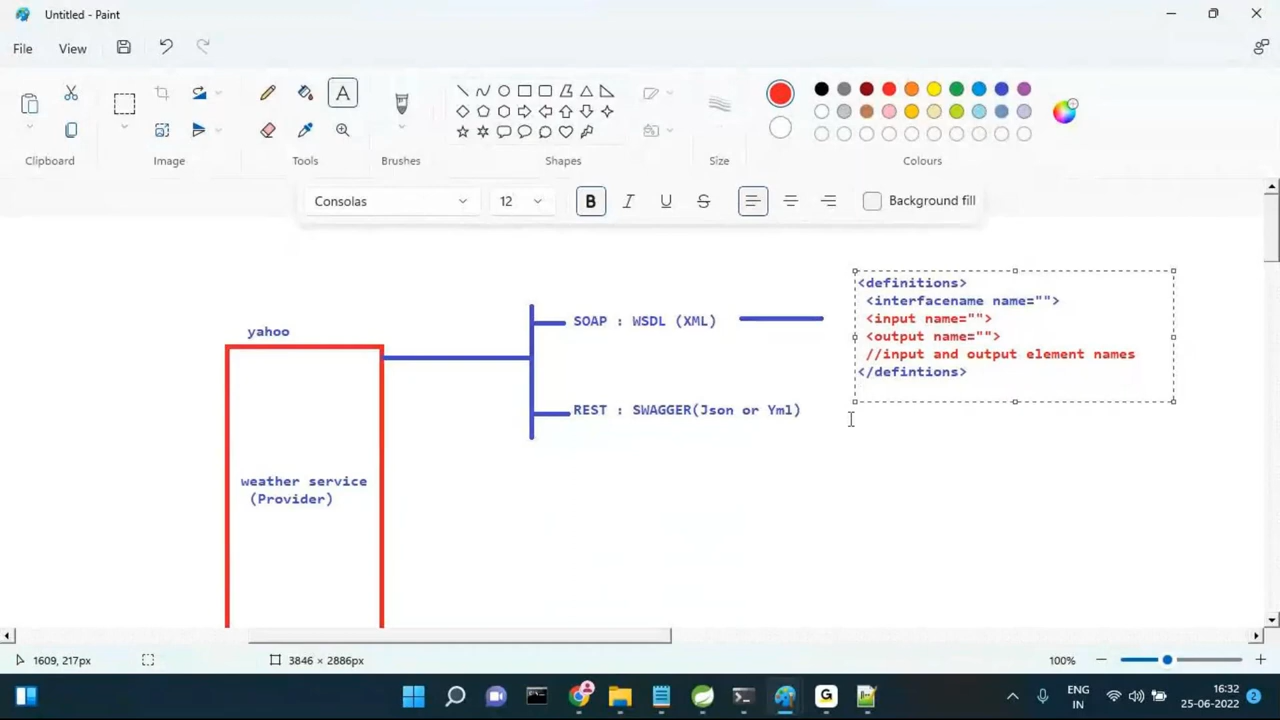 Untitled - Paint
File
View
Clipboard
Image
Tools
Brushes
Shapes
Size
Colours
A
Consolas
12
B
I
U
S
Background fill
yahoo
weather service
(Provider)
SOAP : WSDL (XML)
REST : SWAGGER(Json or Yml)
<definitions>
<interfacename name="">
<input name="">
<output name="">
//input and output element names
</defintions>
1609, 217px
3846 × 2886px
100%
ENG
IN
16:32
25-06-2022
2
G